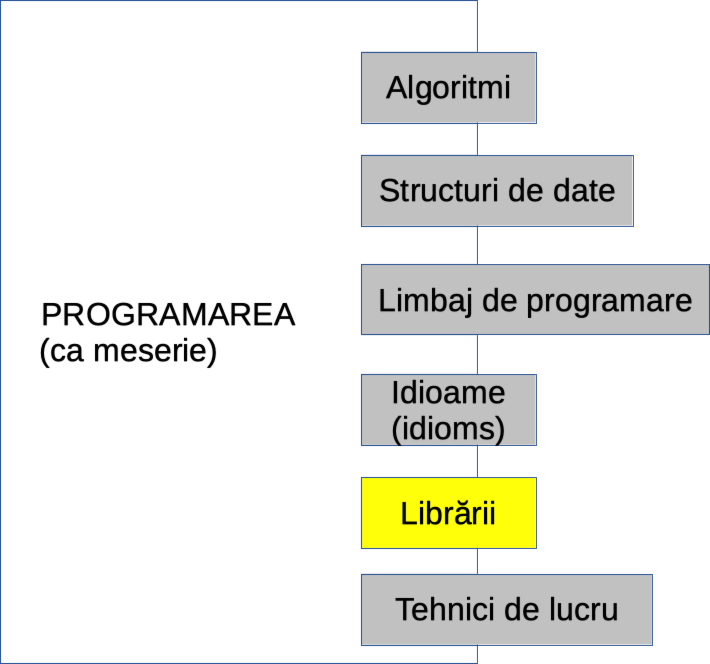 Algoritmi
Structuri de date
Limbaj de programare
PROGRAMAREA
(ca meserie)
Idioame
(idioms)
Librării
Tehnici de lucru